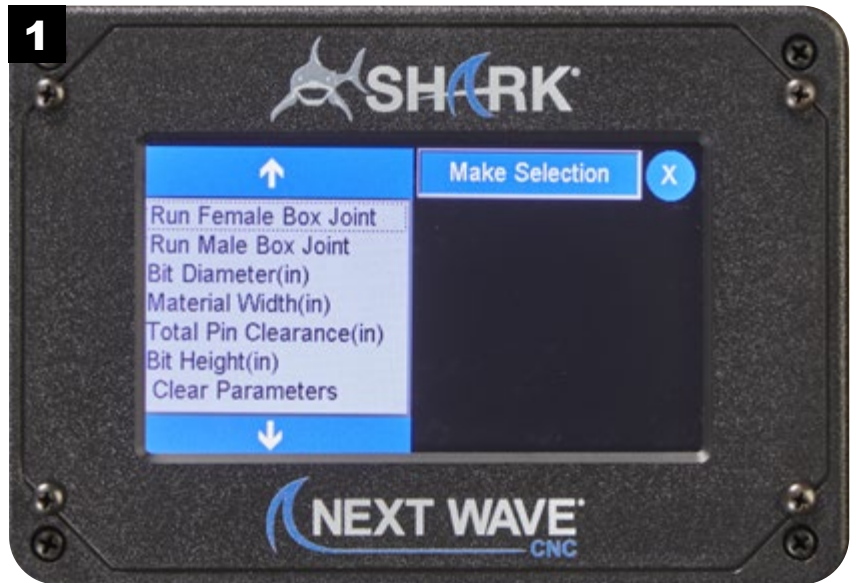 1
SHARK
Make Selection
X
Run Female Box Joint
Run Male Box Joint
Bit Diameter(in)
Material Width(in)
Total Pin Clearance(in)
Bit Height(in)
Clear Parameters
NEXT WAVE
CNC